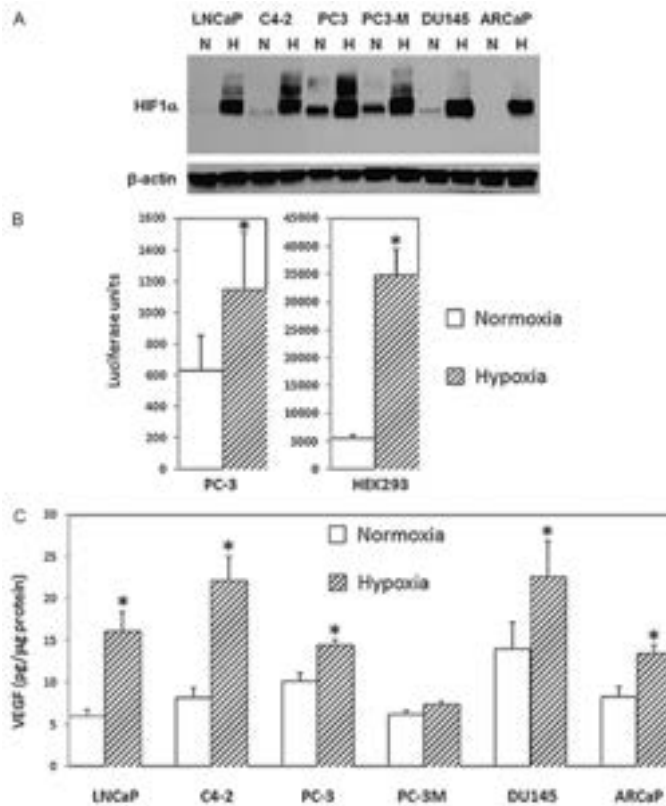 A
LNCaP C4-2 PC3 PC3-M DU145 ARCaP
N H N H N H N H N H N H
HIF1α
β-actin
B
Luciferase units
1600
1400
1200
1000
800
600
400
200
0
PC-3
45000
40000
35000
30000
25000
20000
15000
10000
5000
0
HEK293
* *
Normoxia
Hypoxia
C
VEGF (pg/µg protein)
30
25
20
15
10
5
0
Normoxia
Hypoxia
* * * * *
LNCaP C4-2 PC-3 PC-3M DU145 ARCaP